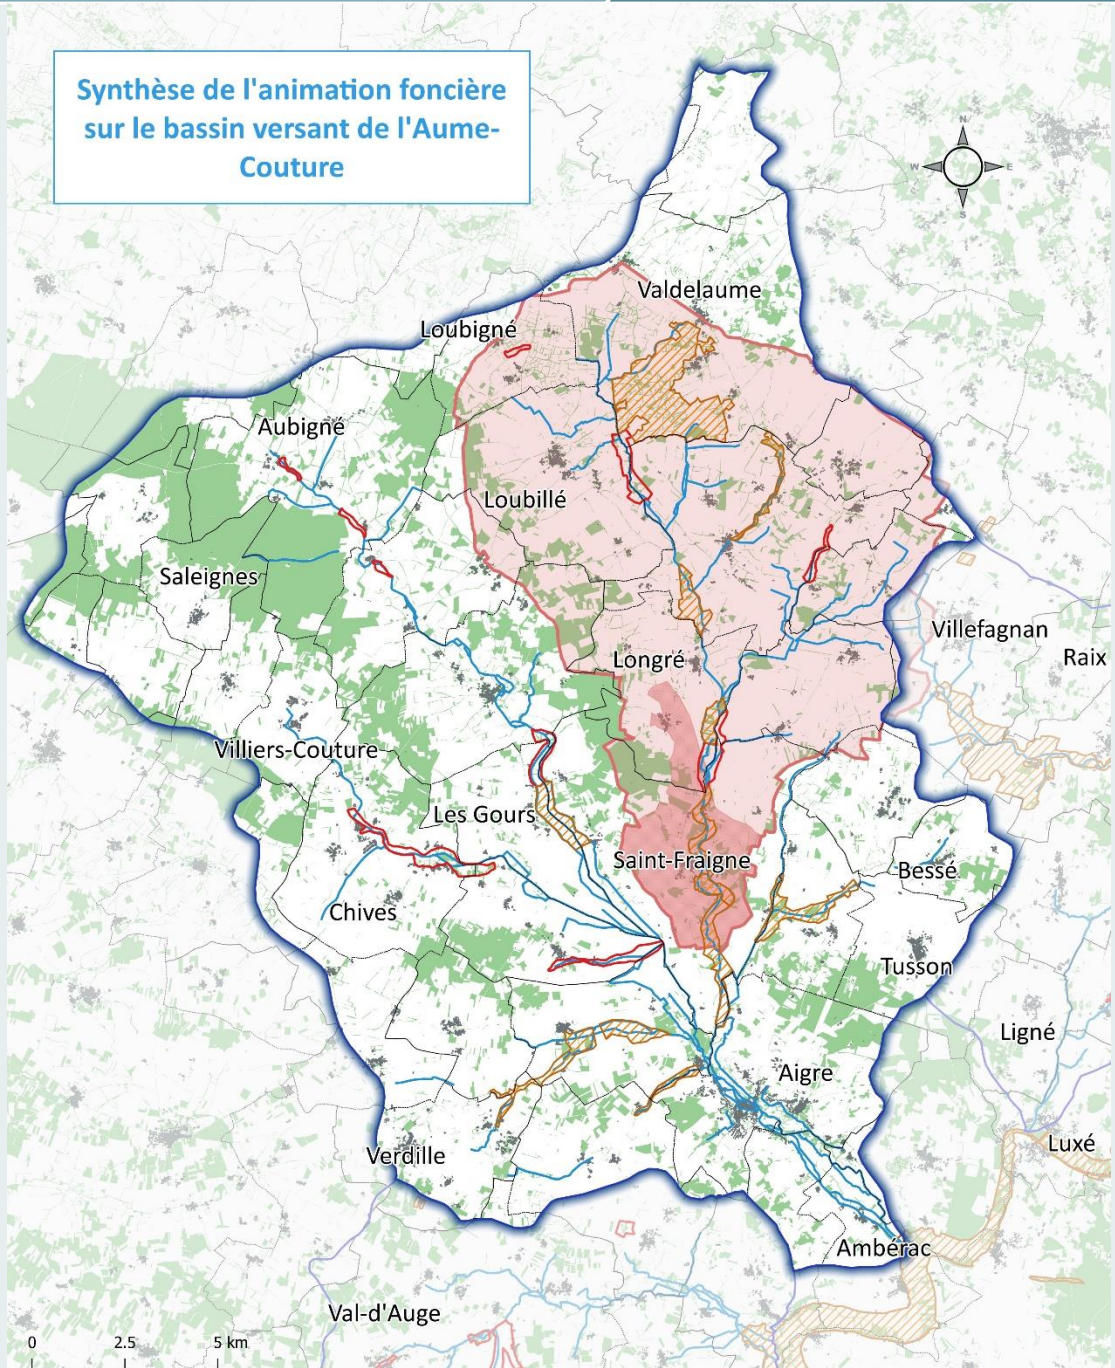 Synthèse de l'animation foncière
sur le bassin versant de l'Aume-
Couture
N
W
E
S
Valdelaume
Loubigné
Aubigné
Loubillé
Saleignes
Villefagnan
Longré
Raix
Villiers-Couture
Les Gours
Saint-Fraigne
Bessé
Chives
Tusson
Ligné
Aigre
Luxé
Verdille
Ambérac
Val-d'Auge
0 2.5 5 km